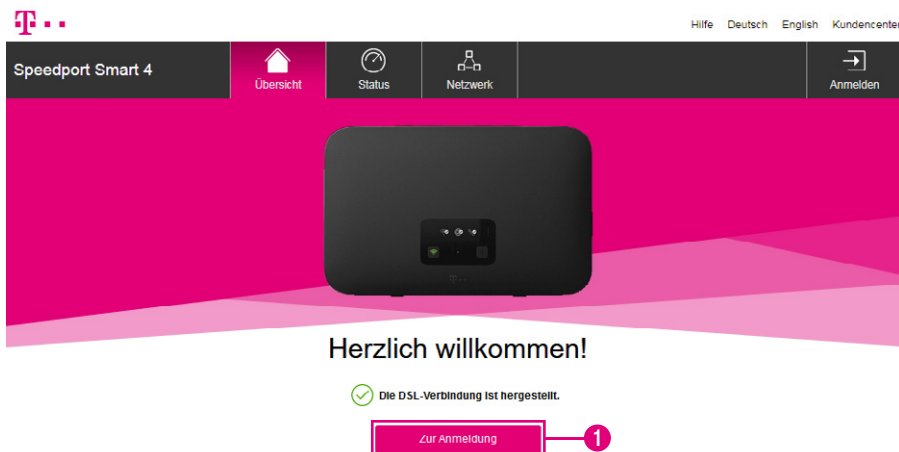 T
Hilfe Deutsch English Kundencenter
Speedport Smart 4
Übersicht
Status
Netzwerk
Anmelden
T
Herzlich willkommen!
Die DSL-Verbindung ist hergestellt.
Zur Anmeldung
1